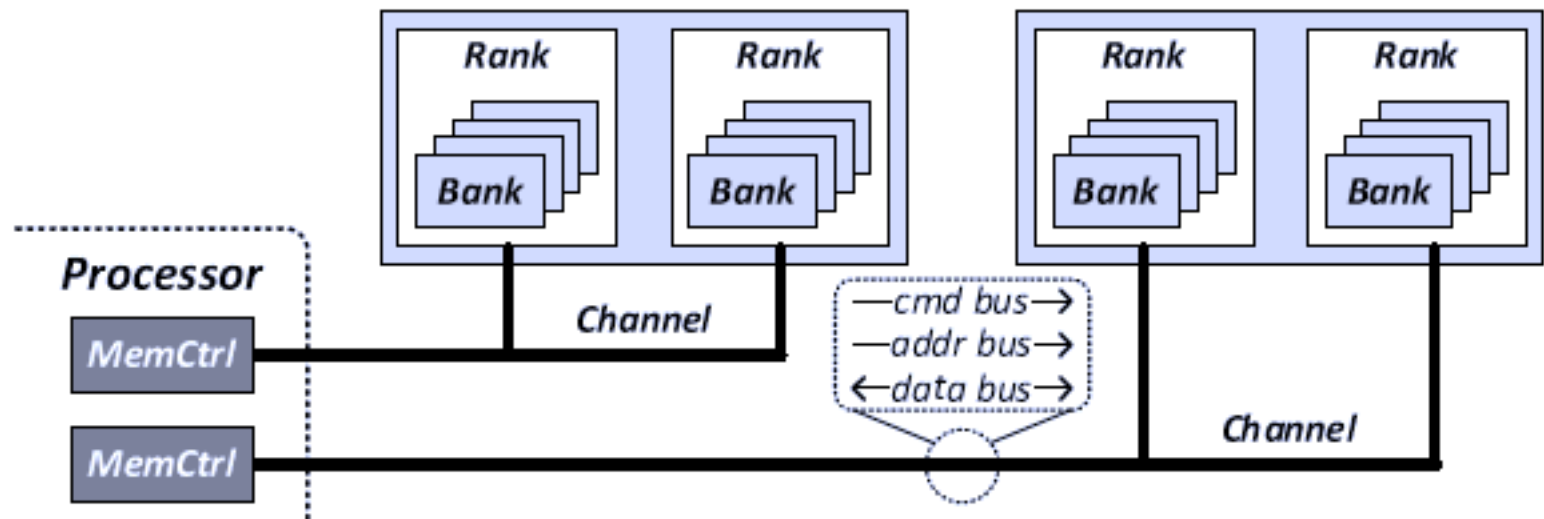 Rank
Rank
Rank
Rank
Bank
Bank
Bank
Bank
Processor
cmd bus
Channel
addr bus
MemCtrl
data bus
Channel
MemCtrl